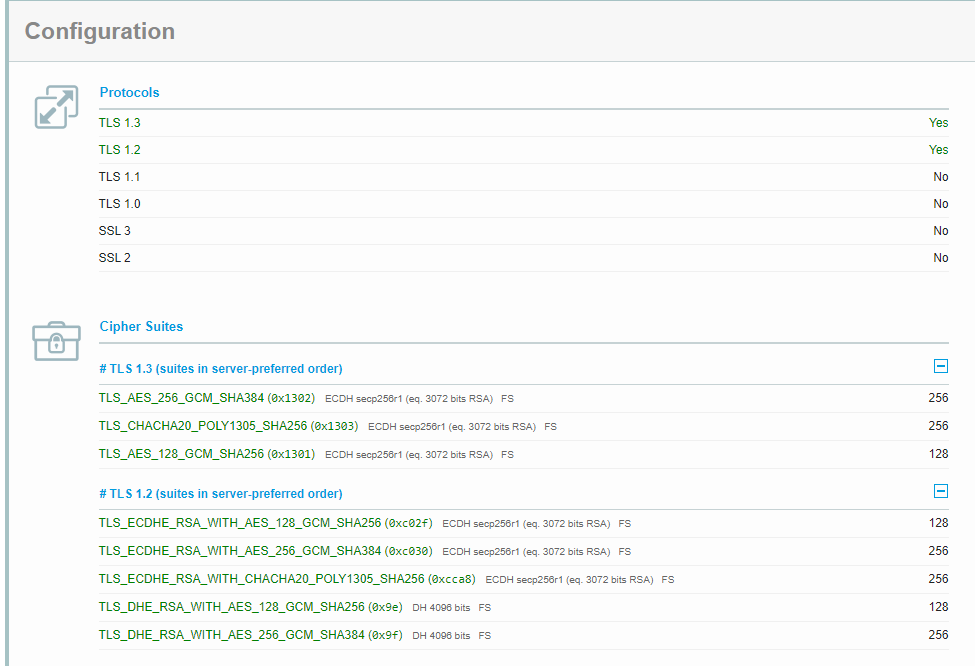 Configuration
Protocols
TLS 1.3 Yes
TLS 1.2 Yes
TLS 1.1 No
TLS 1.0 No
SSL 3 No
SSL 2 No
Cipher Suites
# TLS 1.3 (suites in server-preferred order)
TLS_AES_256_GCM_SHA384 (0x1302) ECDH secp256r1 (eq. 3072 bits RSA) FS 256
TLS_CHACHA20_POLY1305_SHA256 (0x1303) ECDH secp256r1 (eq. 3072 bits RSA) FS 256
TLS_AES_128_GCM_SHA256 (0x1301) ECDH secp256r1 (eq. 3072 bits RSA) FS 128
# TLS 1.2 (suites in server-preferred order)
TLS_ECDHE_RSA_WITH_AES_128_GCM_SHA256 (0xc02f) ECDH secp256r1 (eq. 3072 bits RSA) FS 128
TLS_ECDHE_RSA_WITH_AES_256_GCM_SHA384 (0xc030) ECDH secp256r1 (eq. 3072 bits RSA) FS 256
TLS_ECDHE_RSA_WITH_CHACHA20_POLY1305_SHA256 (0xcca8) ECDH secp256r1 (eq. 3072 bits RSA) FS 256
TLS_DHE_RSA_WITH_AES_128_GCM_SHA256 (0x9e) DH 4096 bits FS 128
TLS_DHE_RSA_WITH_AES_256_GCM_SHA384 (0x9f) DH 4096 bits FS 256